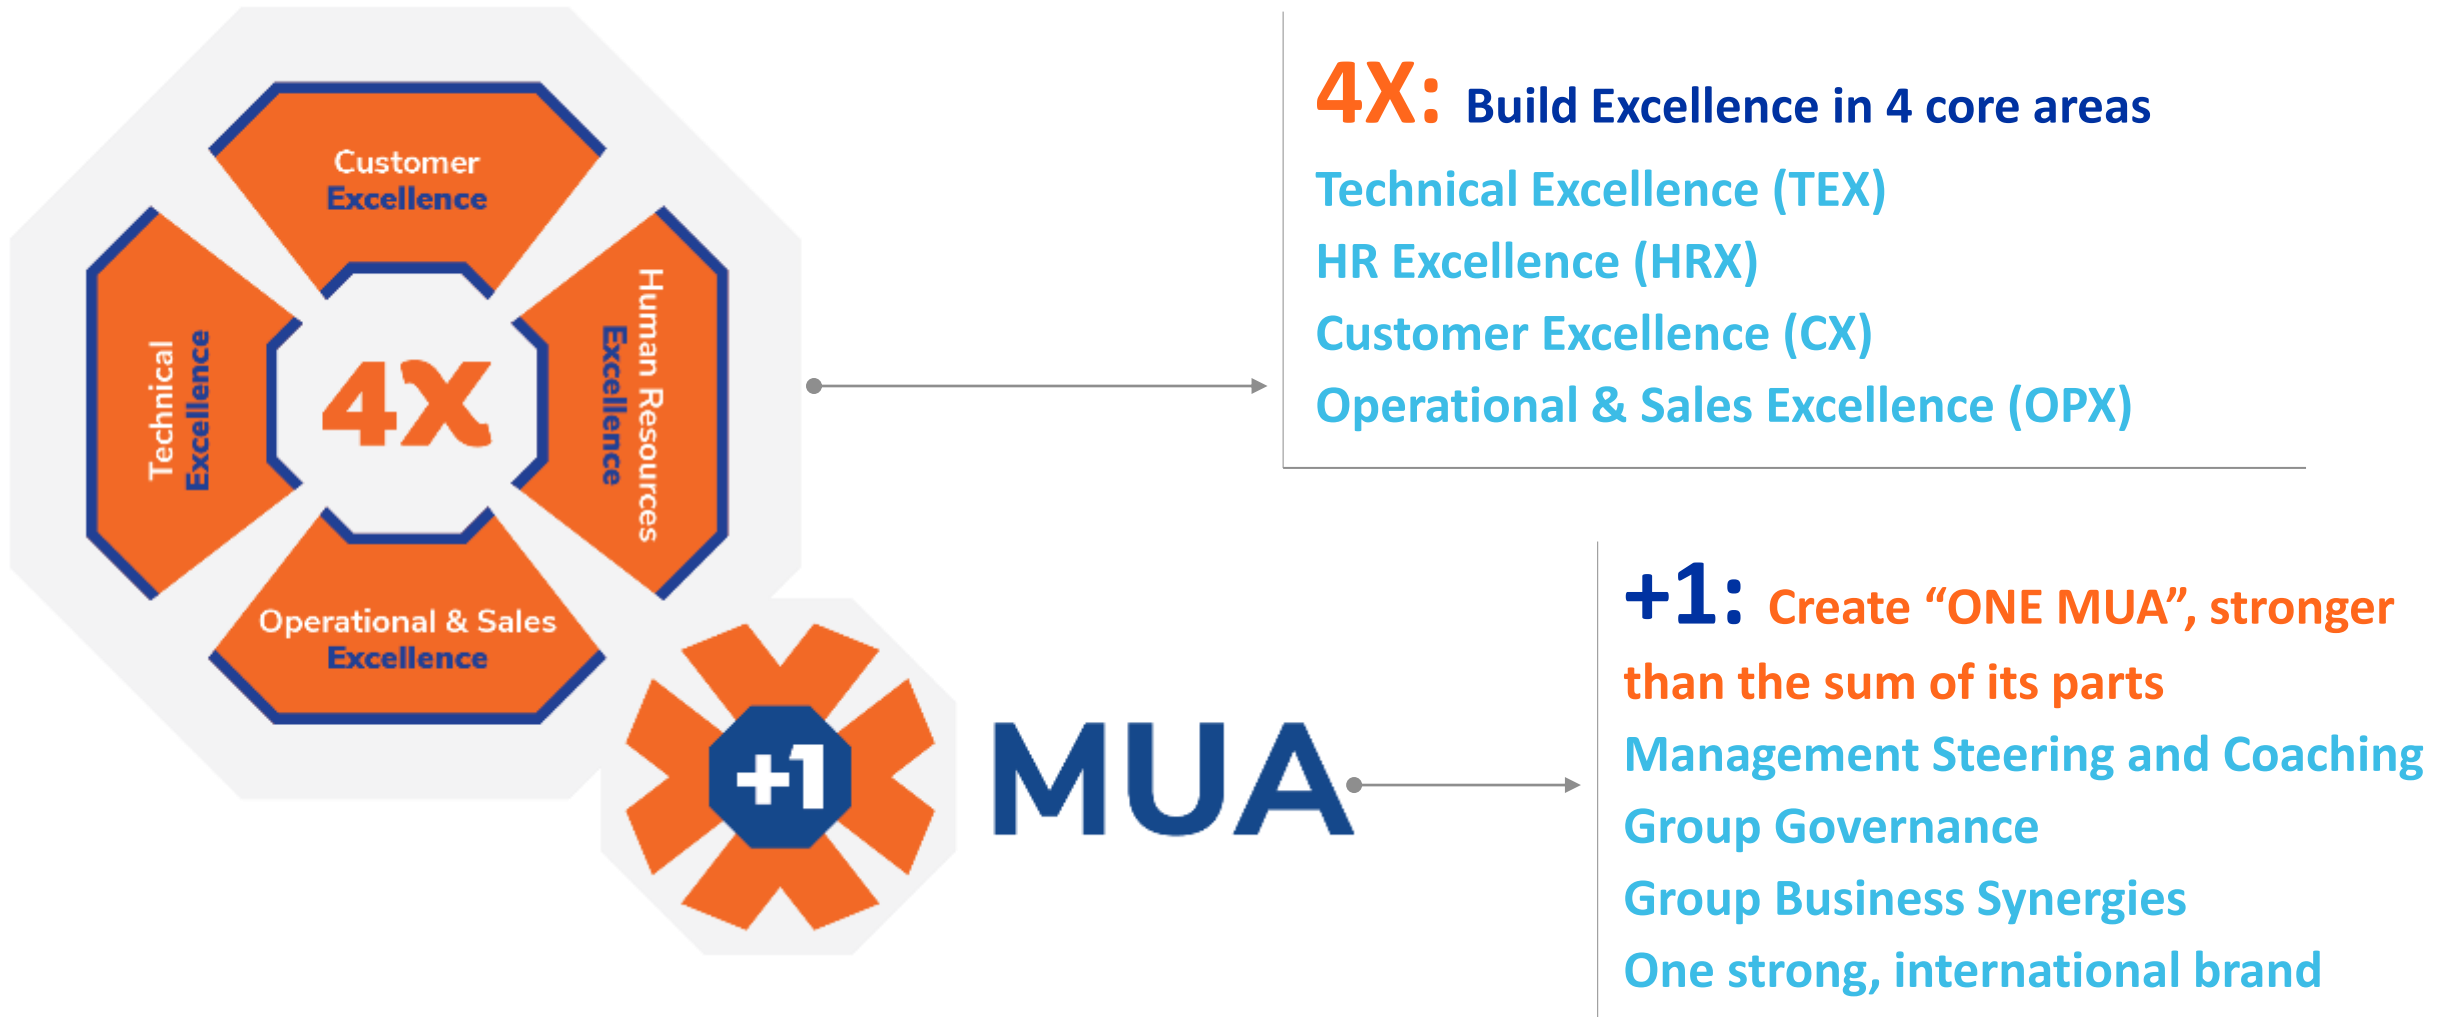 Customer
Excellence
Technical
Excellence
4X
Human Resources
Excellence
Operational & Sales
Excellence
+1
MUA
4X: Build Excellence in 4 core areas
Technical Excellence (TEX)
HR Excellence (HRX)
Customer Excellence (CX)
Operational & Sales Excellence (OPX)
+1: Create “ONE MUA”, stronger
than the sum of its parts
Management Steering and Coaching
Group Governance
Group Business Synergies
One strong, international brand